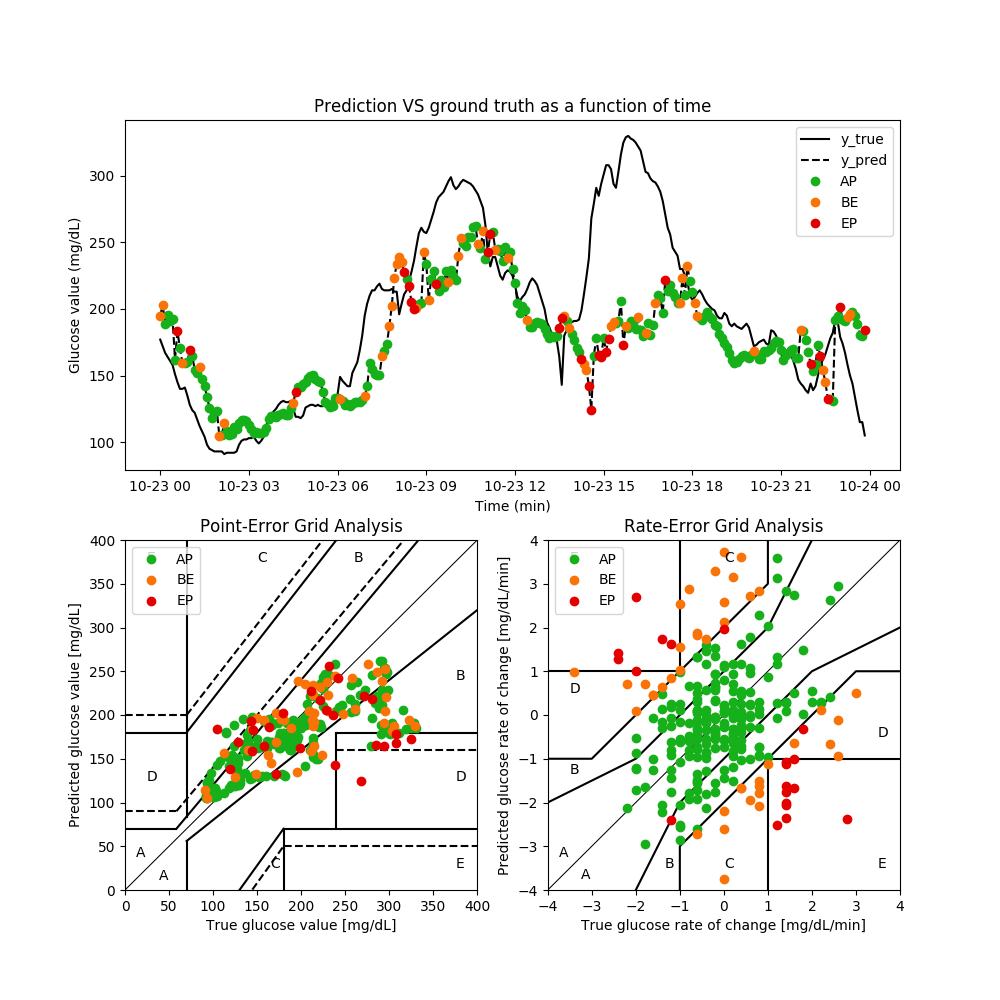 Prediction VS ground truth as a function of time
y_true
y_pred
AP
BE
EP
300
250
200
150
100
Glucose value (mg/dL)
10-23 00 10-23 03 10-23 06 10-23 09 10-23 12 10-23 15 10-23 18 10-23 21 10-24 00
Time (min)
Point-Error Grid Analysis
AP
BE
EP
C
B
B
D
D
A
A
C
E
400
350
300
250
200
150
100
50
0
Predicted glucose value [mg/dL]
0 50 100 150 200 250 300 350 400
True glucose value [mg/dL]
Rate-Error Grid Analysis
AP
BE
EP
C
D
D
B
A
A
B
C
E
4
3
2
1
0
−1
−2
−3
−4
Predicted glucose rate of change [mg/dL/min]
−4 −3 −2 −1 0 1 2 3 4
True glucose rate of change [mg/dL/min]